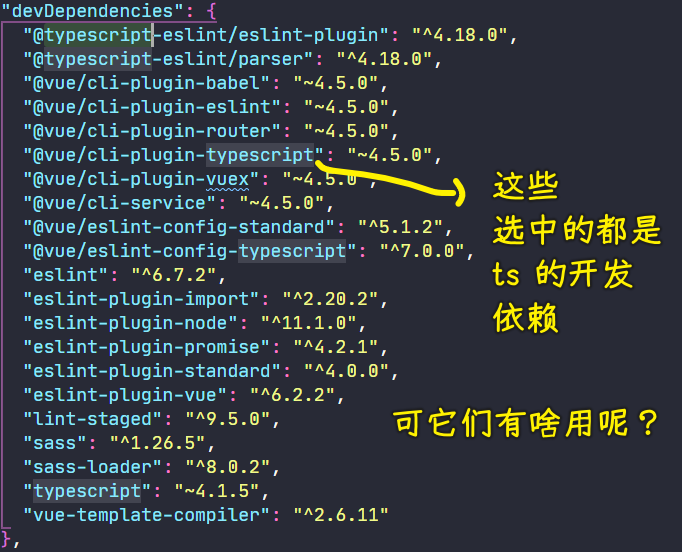 "devDependencies": {
"@typescript-eslint/eslint-plugin": "^4.18.0",
"@typescript-eslint/parser": "^4.18.0",
"@vue/cli-plugin-babel": "~4.5.0",
"@vue/cli-plugin-eslint": "~4.5.0",
"@vue/cli-plugin-router": "~4.5.0",
"@vue/cli-plugin-typescript": "~4.5.0",
"@vue/cli-plugin-vuex": "~4.5.0",
"@vue/cli-service": "~4.5.0",
"@vue/eslint-config-standard": "^5.1.2",
"@vue/eslint-config-typescript": "^7.0.0",
"eslint": "^6.7.2",
"eslint-plugin-import": "^2.20.2",
"eslint-plugin-node": "^11.1.0",
"eslint-plugin-promise": "^4.2.1",
"eslint-plugin-standard": "^4.0.0",
"eslint-plugin-vue": "^6.2.2",
"lint-staged": "^9.5.0",
"sass": "^1.26.5",
"sass-loader": "^8.0.2",
"typescript": "~4.1.5",
"vue-template-compiler": "^2.6.11"
},
这些
选中的都是
ts 的开发
依赖
可它们有啥用呢？